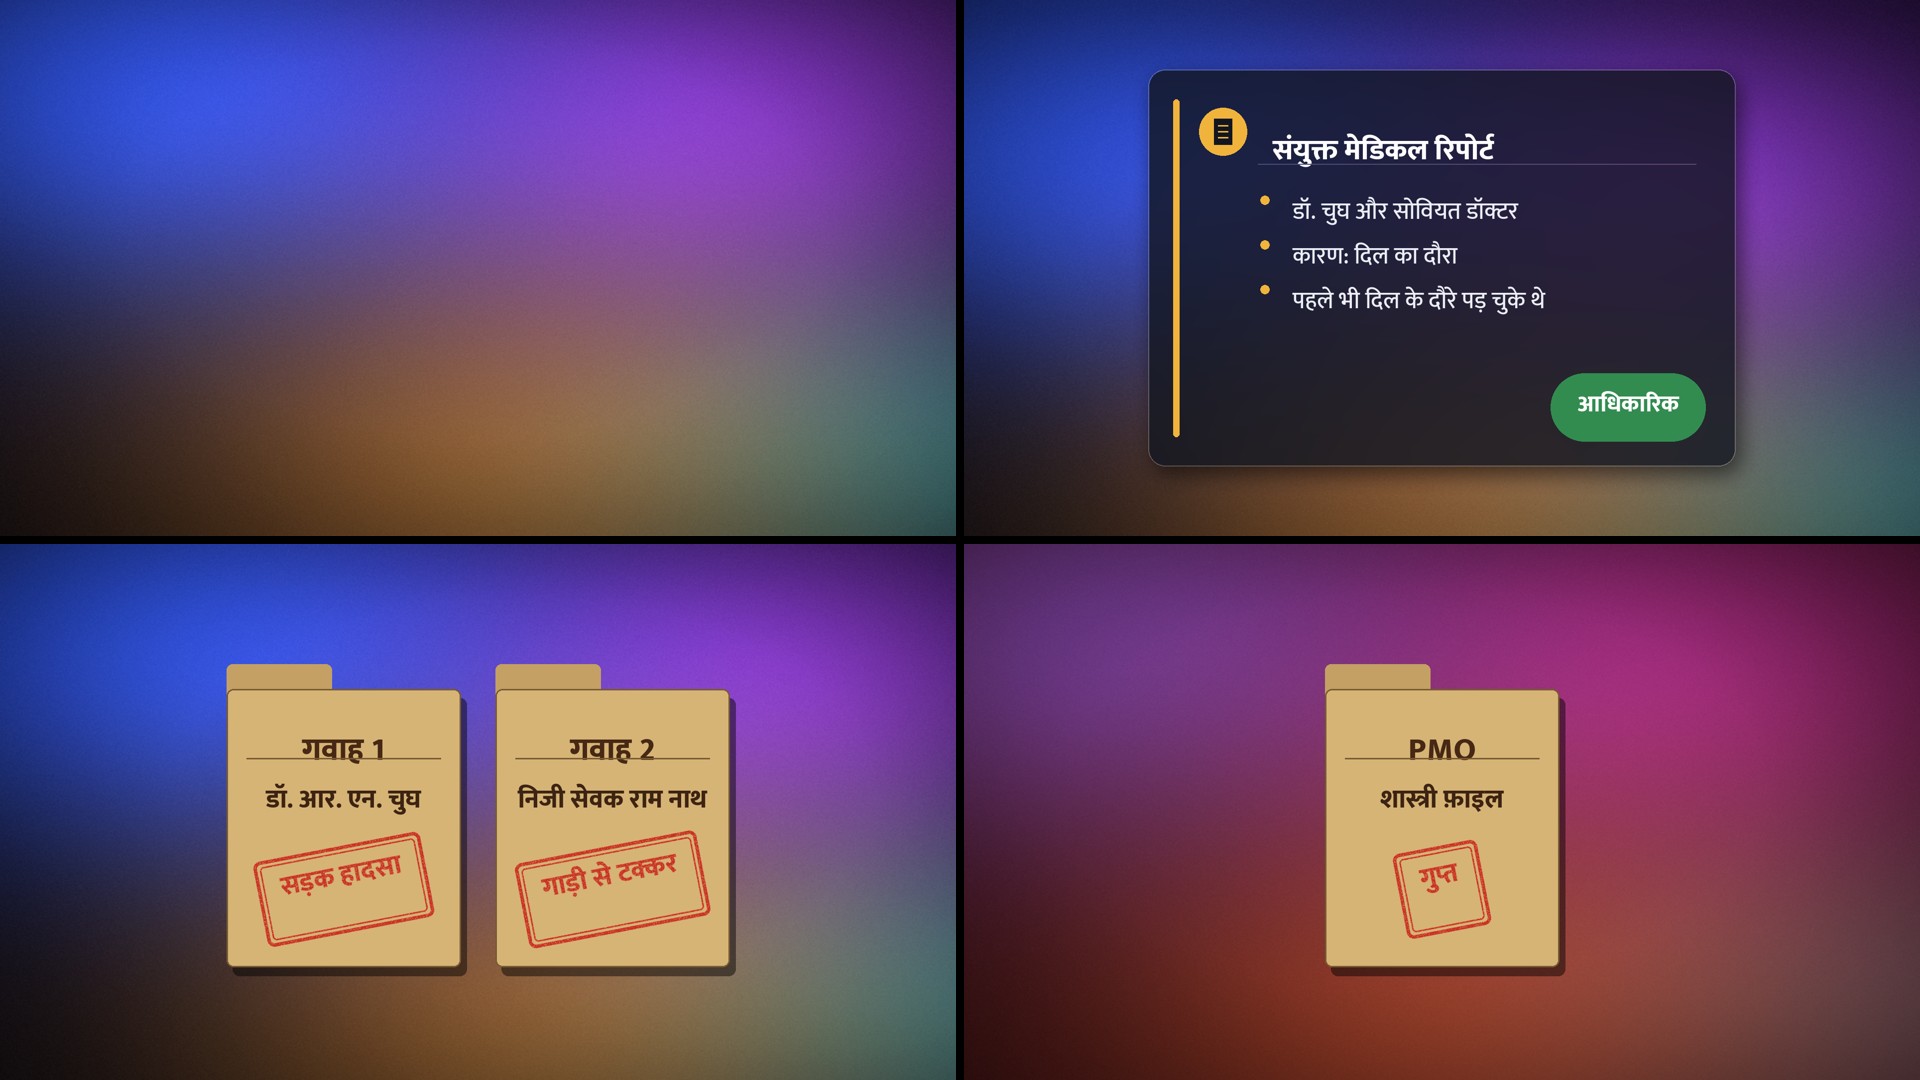 संयुक्त मेडिकल रिपोर्ट
डॉ. चुघ और सोवियत डॉक्टर
कारण: दिल का दौरा
पहले भी दिल के दौरे पड़ चुके थे
आधिकारिक
गवाह 1
डॉ. आर. एन. चुघ
सड़क हादसा
गवाह 2
निजी सेवक राम नाथ
गाड़ी से टक्कर
PMO
शास्त्री फ़ाइल
गुप्त